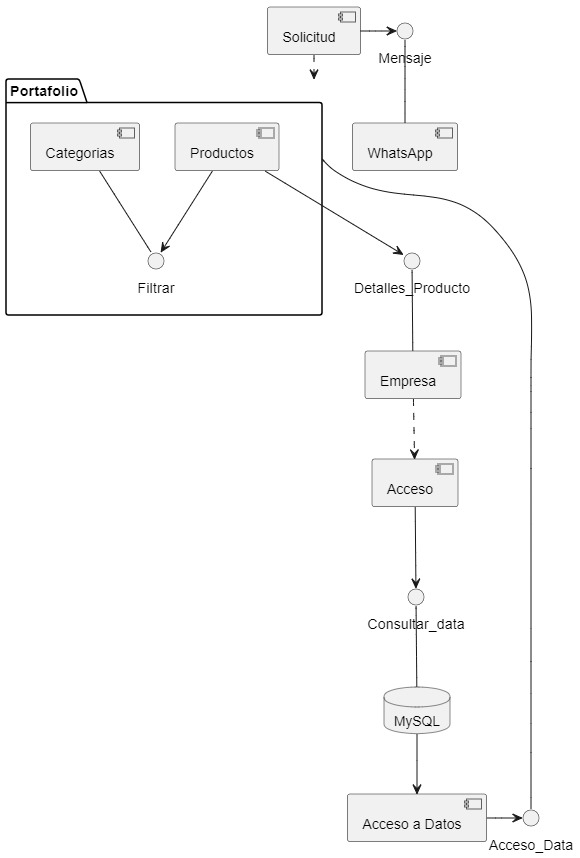 Solicitud
Mensaje
Portafolio
Categorias
Productos
WhatsApp
Filtrar
Detalles_Producto
Empresa
Acceso
Consultar_data
MySQL
Acceso a Datos
Acceso_Data